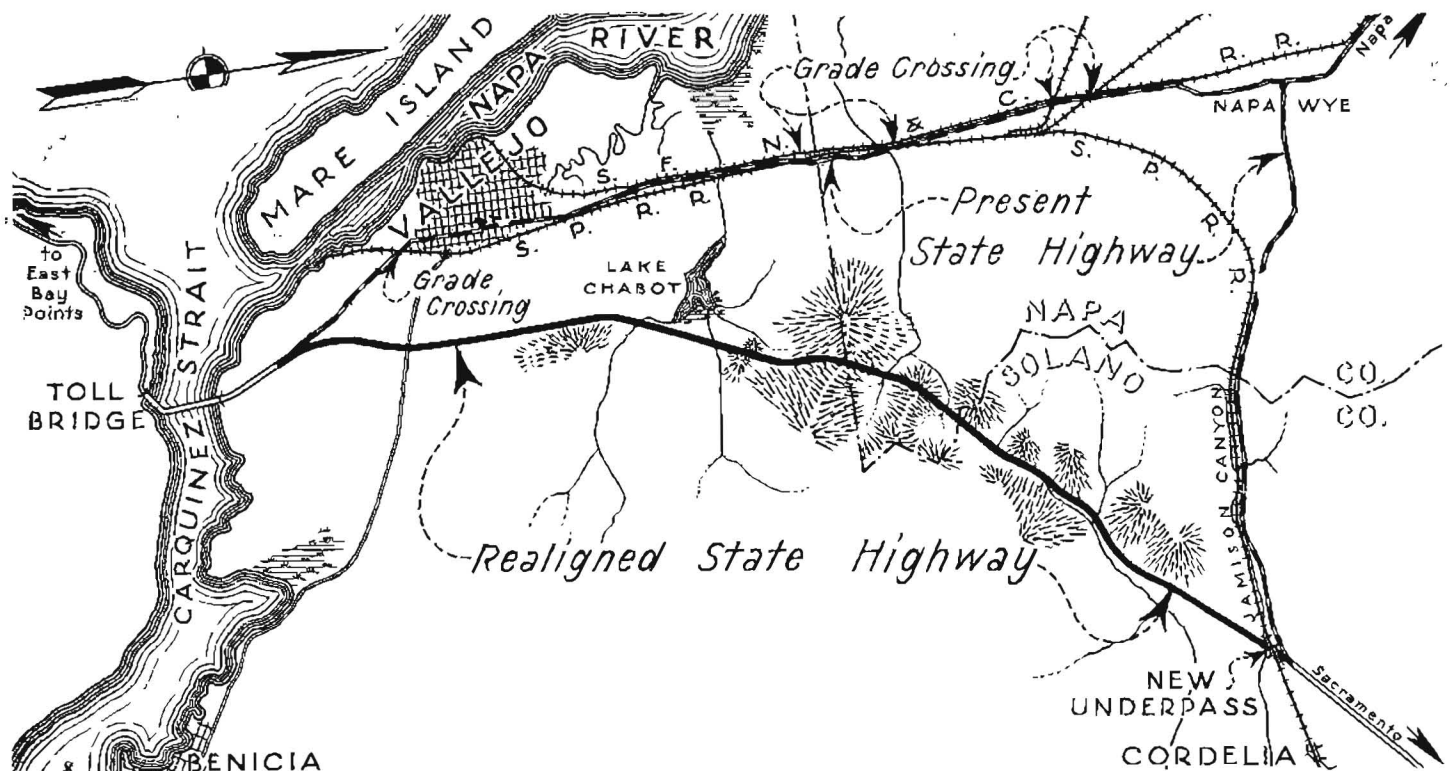 MARE ISLAND
NAPA RIVER
VALLEJO
Grade Crossing
Napa
NAPA WYE
S. F. N. & C. R. R.
S. P. R. R.
S. P. R. R.
Present
State Highway
to
East
Bay
Points
Grade
Crossing
LAKE
CHABOT
NAPA CO.
SOLANO CO.
TOLL
BRIDGE
CARQUINEZ STRAIT
JAMISON CANYON
Realigned State Highway
NEW
UNDERPASS
Sacramento
CORDELIA
BENICIA